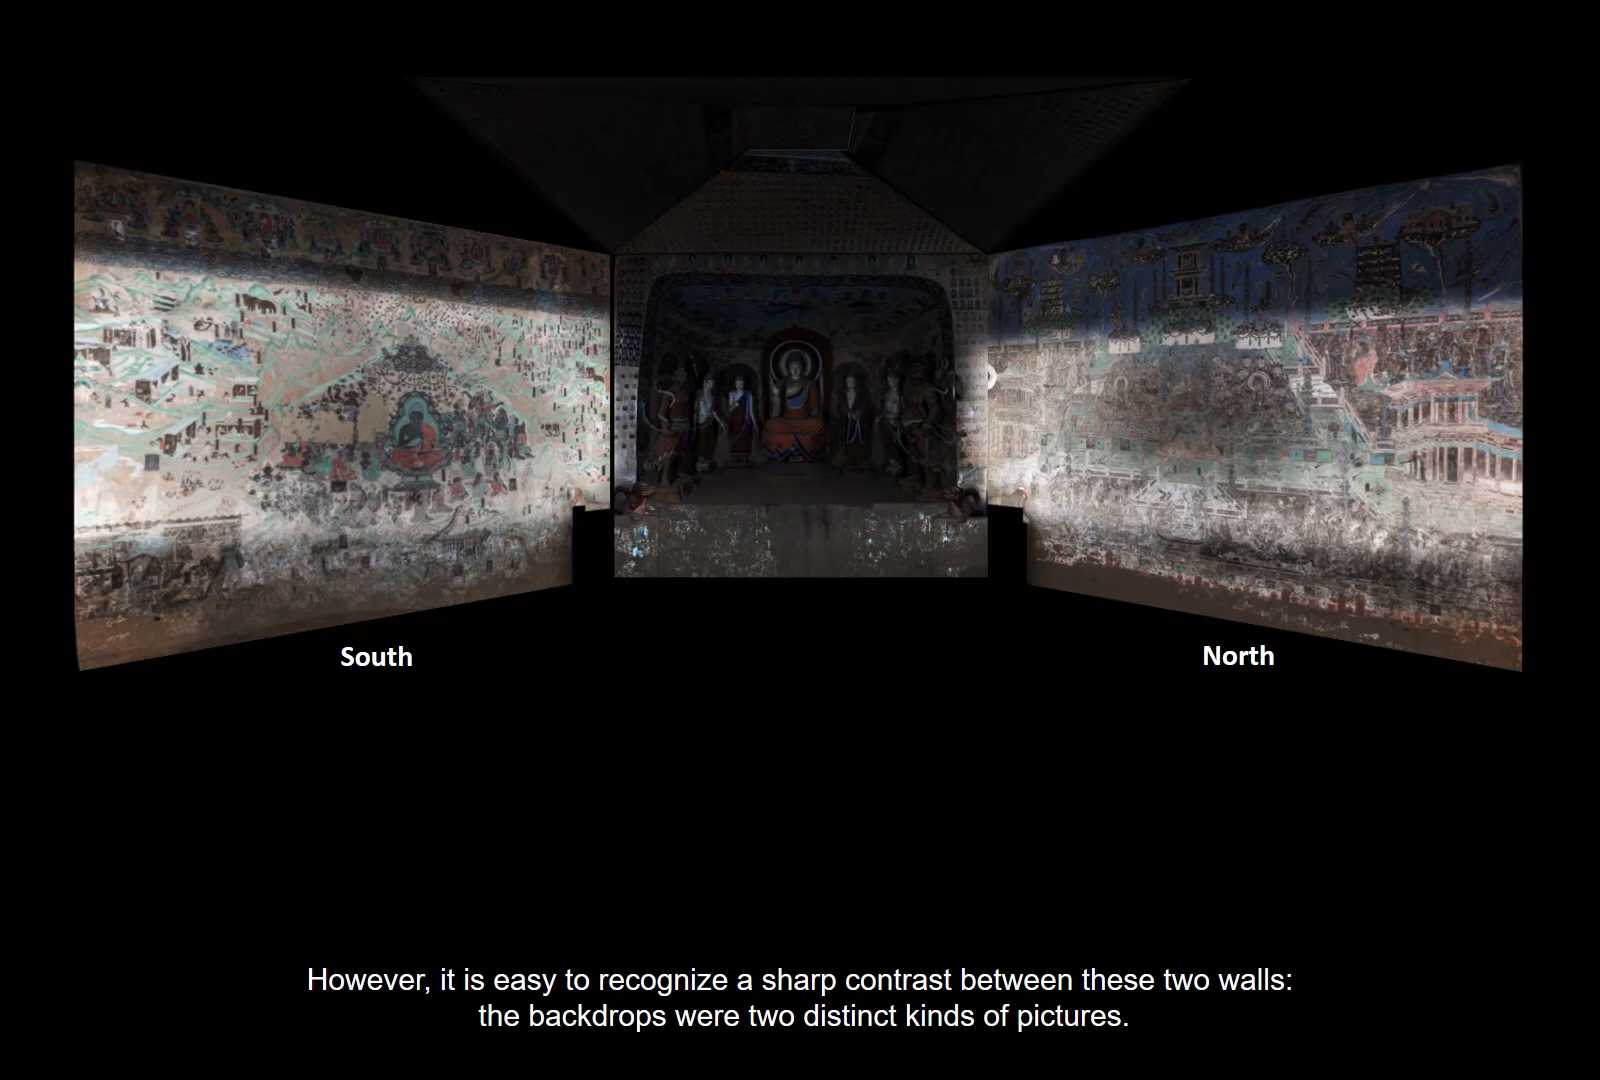 South
North
However, it is easy to recognize a sharp contrast between these two walls:
the backdrops were two distinct kinds of pictures.